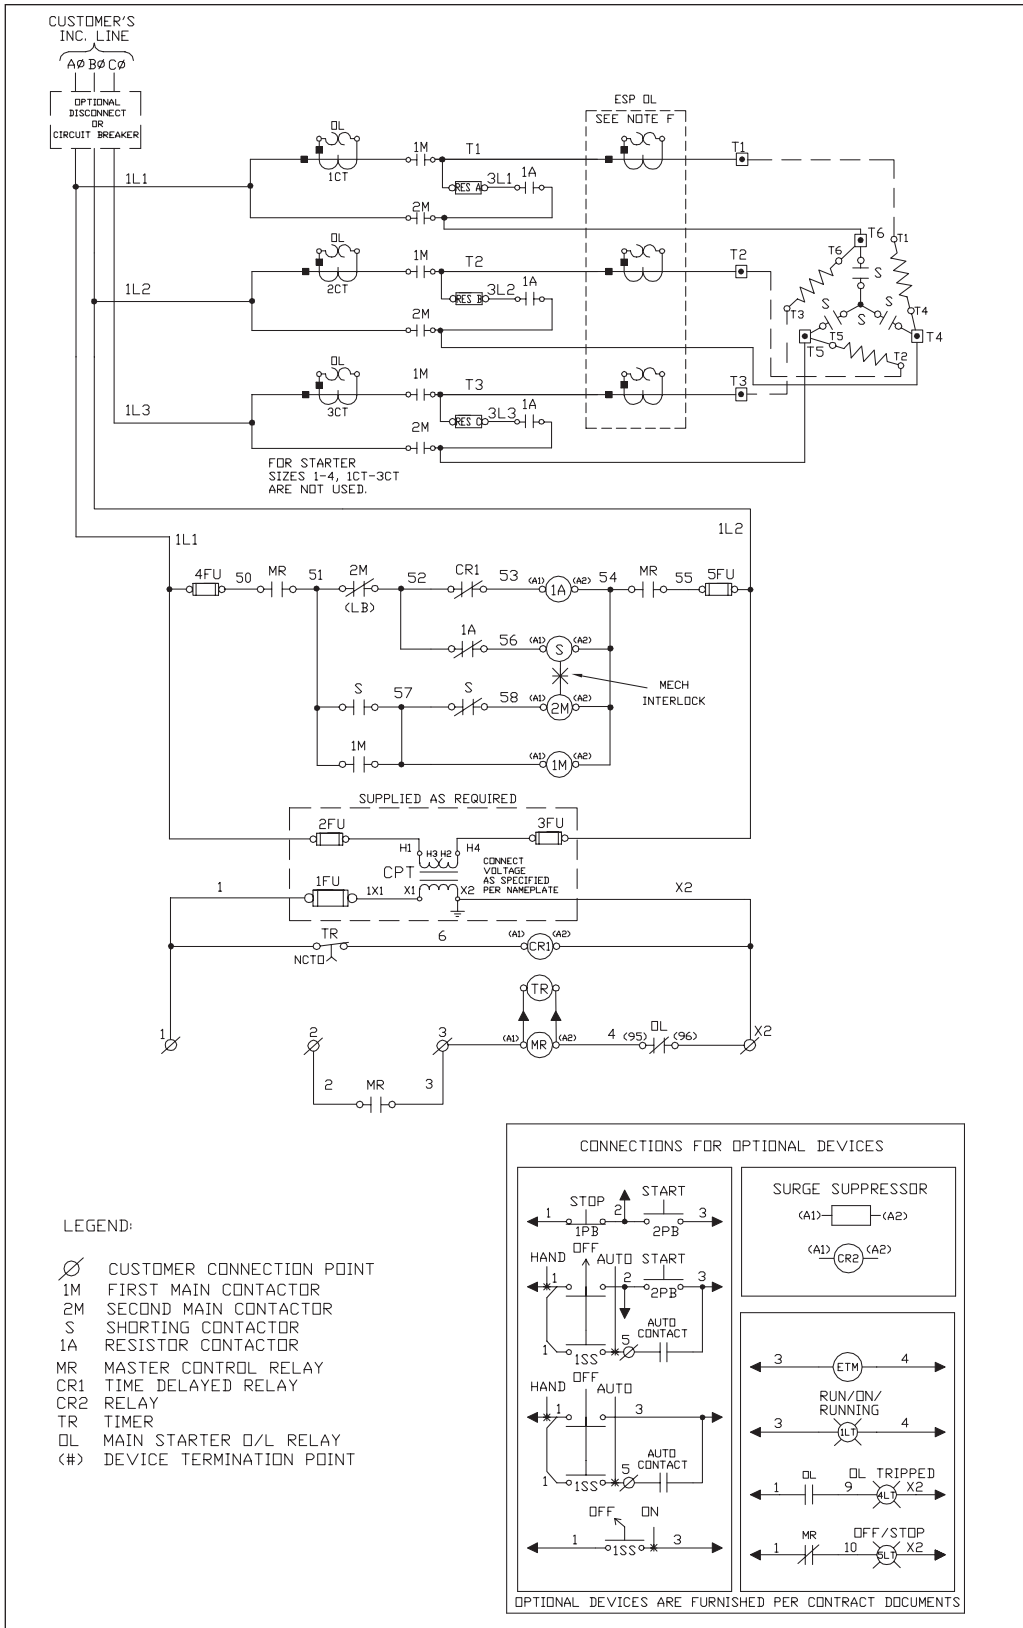 CUSTOMER'S
INC. LINE
AØ BØ CØ
OPTIONAL
DISCONNECT
OR
CIRCUIT BREAKER
ESP OL
SEE NOTE F
OL
1CT
1M
T1
T1
1L1
RES A
3L1
1A
2M
T6
T1
OL
2CT
1M
T2
T2
1L2
RES B
3L2
1A
2M
T6
S
S
S
T3
T4
T5
T5
T2
T4
OL
3CT
1M
T3
T3
1L3
RES C
3L3
1A
2M
FOR STARTER
SIZES 1-4, 1CT-3CT
ARE NOT USED.
1L1
1L2
4FU
50
MR
51
2M
(LB)
52
CR1
53
(A1)
1A
(A2)
54
MR
55
5FU
1A
56
(A1)
S
(A2)
MECH
INTERLOCK
S
57
S
58
(A1)
2M
(A2)
1M
(A1)
1M
(A2)
SUPPLIED AS REQUIRED
2FU
3FU
H1
H3
H2
H4
CPT
CONNECT
VOLTAGE
AS SPECIFIED
PER NAMEPLATE
1
1FU
1X1
X1
X2
X2
TR
NCTO
6
(A1)
CR1
(A2)
TR
1
2
3
(A1)
MR
(A2)
4
(95)
OL
(96)
X2
2
MR
3
CONNECTIONS FOR OPTIONAL DEVICES
1
STOP
1PB
2
START
2PB
3
HAND
OFF
AUTO
1
2
START
2PB
3
1
1SS
5
AUTO
CONTACT
HAND
OFF
AUTO
1
3
1
1SS
5
AUTO
CONTACT
OFF
ON
1
1SS
3
SURGE SUPPRESSOR
(A1)
(A2)
(A1)
CR2
(A2)
3
ETM
4
RUN/ON/
RUNNING
3
1LT
4
1
OL
9
OL TRIPPED
4LT
X2
1
MR
10
OFF/STOP
5LT
X2
OPTIONAL DEVICES ARE FURNISHED PER CONTRACT DOCUMENTS
LEGEND:
Ø CUSTOMER CONNECTION POINT
1M FIRST MAIN CONTACTOR
2M SECOND MAIN CONTACTOR
S SHORTING CONTACTOR
1A RESISTOR CONTACTOR
MR MASTER CONTROL RELAY
CR1 TIME DELAYED RELAY
CR2 RELAY
TR TIMER
OL MAIN STARTER O/L RELAY
(#) DEVICE TERMINATION POINT